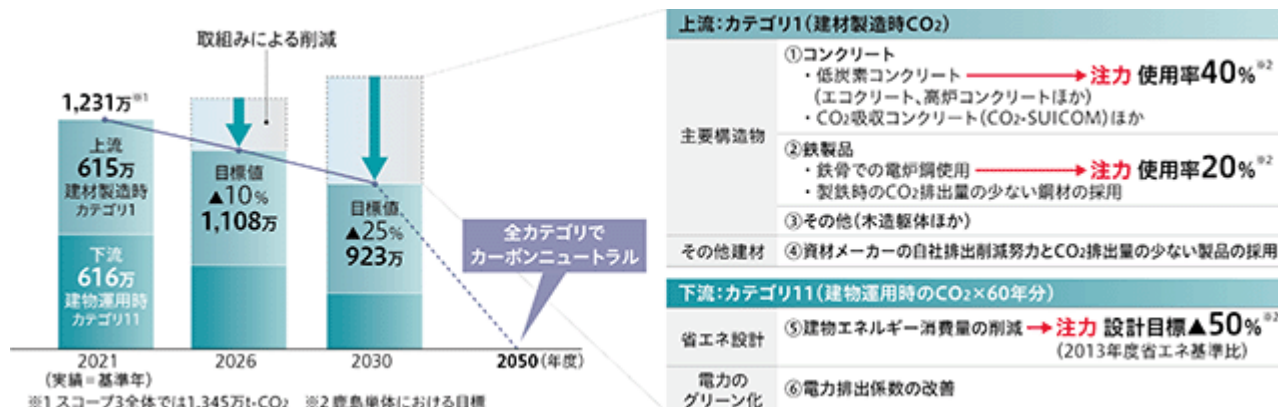 取組みによる削減
1,231万※1
上流
615万
建材製造時
カテゴリ1
下流
616万
建物運用時
カテゴリ11
目標値
▲10%
1,108万
目標値
▲25%
923万
全カテゴリで
カーボンニュートラル
2021
(実績=基準年)
2026
2030
2050(年度)
※1 スコープ3全体では1,345万t-CO2 ※2 鹿島単体における目標
上流:カテゴリ1(建材製造時CO2)
主要構造物
①コンクリート
・低炭素コンクリート 注力 使用率40%※2
(エコクリート、高炉コンクリートほか)
・CO2吸収コンクリート(CO2-SUICOM)ほか
②鉄製品
・鉄骨での電炉鋼使用 注力 使用率20%※2
・製鉄時のCO2排出量の少ない鋼材の採用
③その他(木造躯体ほか)
その他建材 ④資材メーカーの自社排出削減努力とCO2排出量の少ない製品の採用
下流:カテゴリ11(建物運用時のCO2×60年分)
省エネ設計 ⑤建物エネルギー消費量の削減 注力 設計目標▲50%※2
(2013年度省エネ基準比)
電力の
グリーン化 ⑥電力排出係数の改善